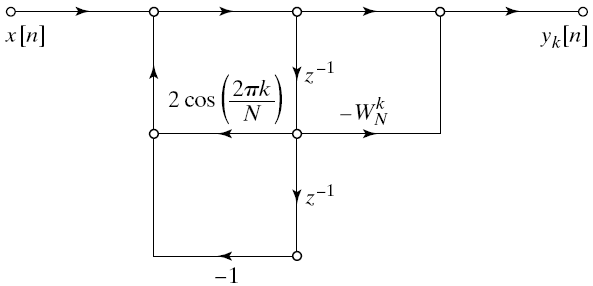 x[n]
y_k[n]
z^{-1}
2 cos(2πk/N)
-W_N^k
z^{-1}
-1